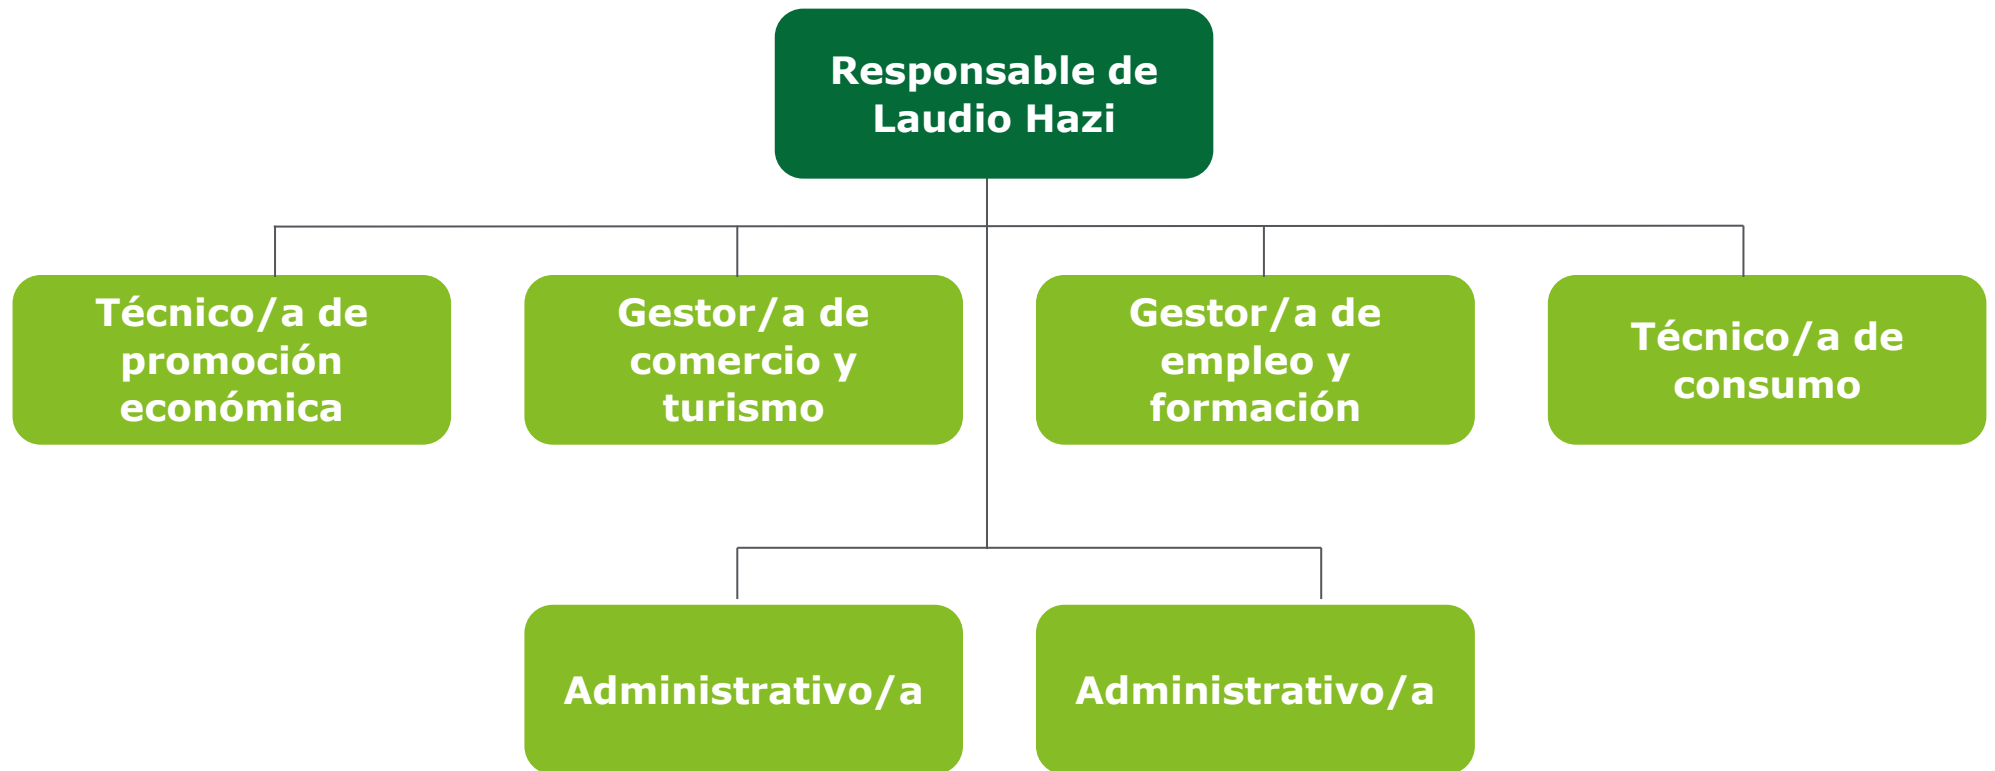 Responsable de
Laudio Hazi
Técnico/a de
promoción
económica
Gestor/a de
comercio y
turismo
Gestor/a de
empleo y
formación
Técnico/a de
consumo
Administrativo/a
Administrativo/a